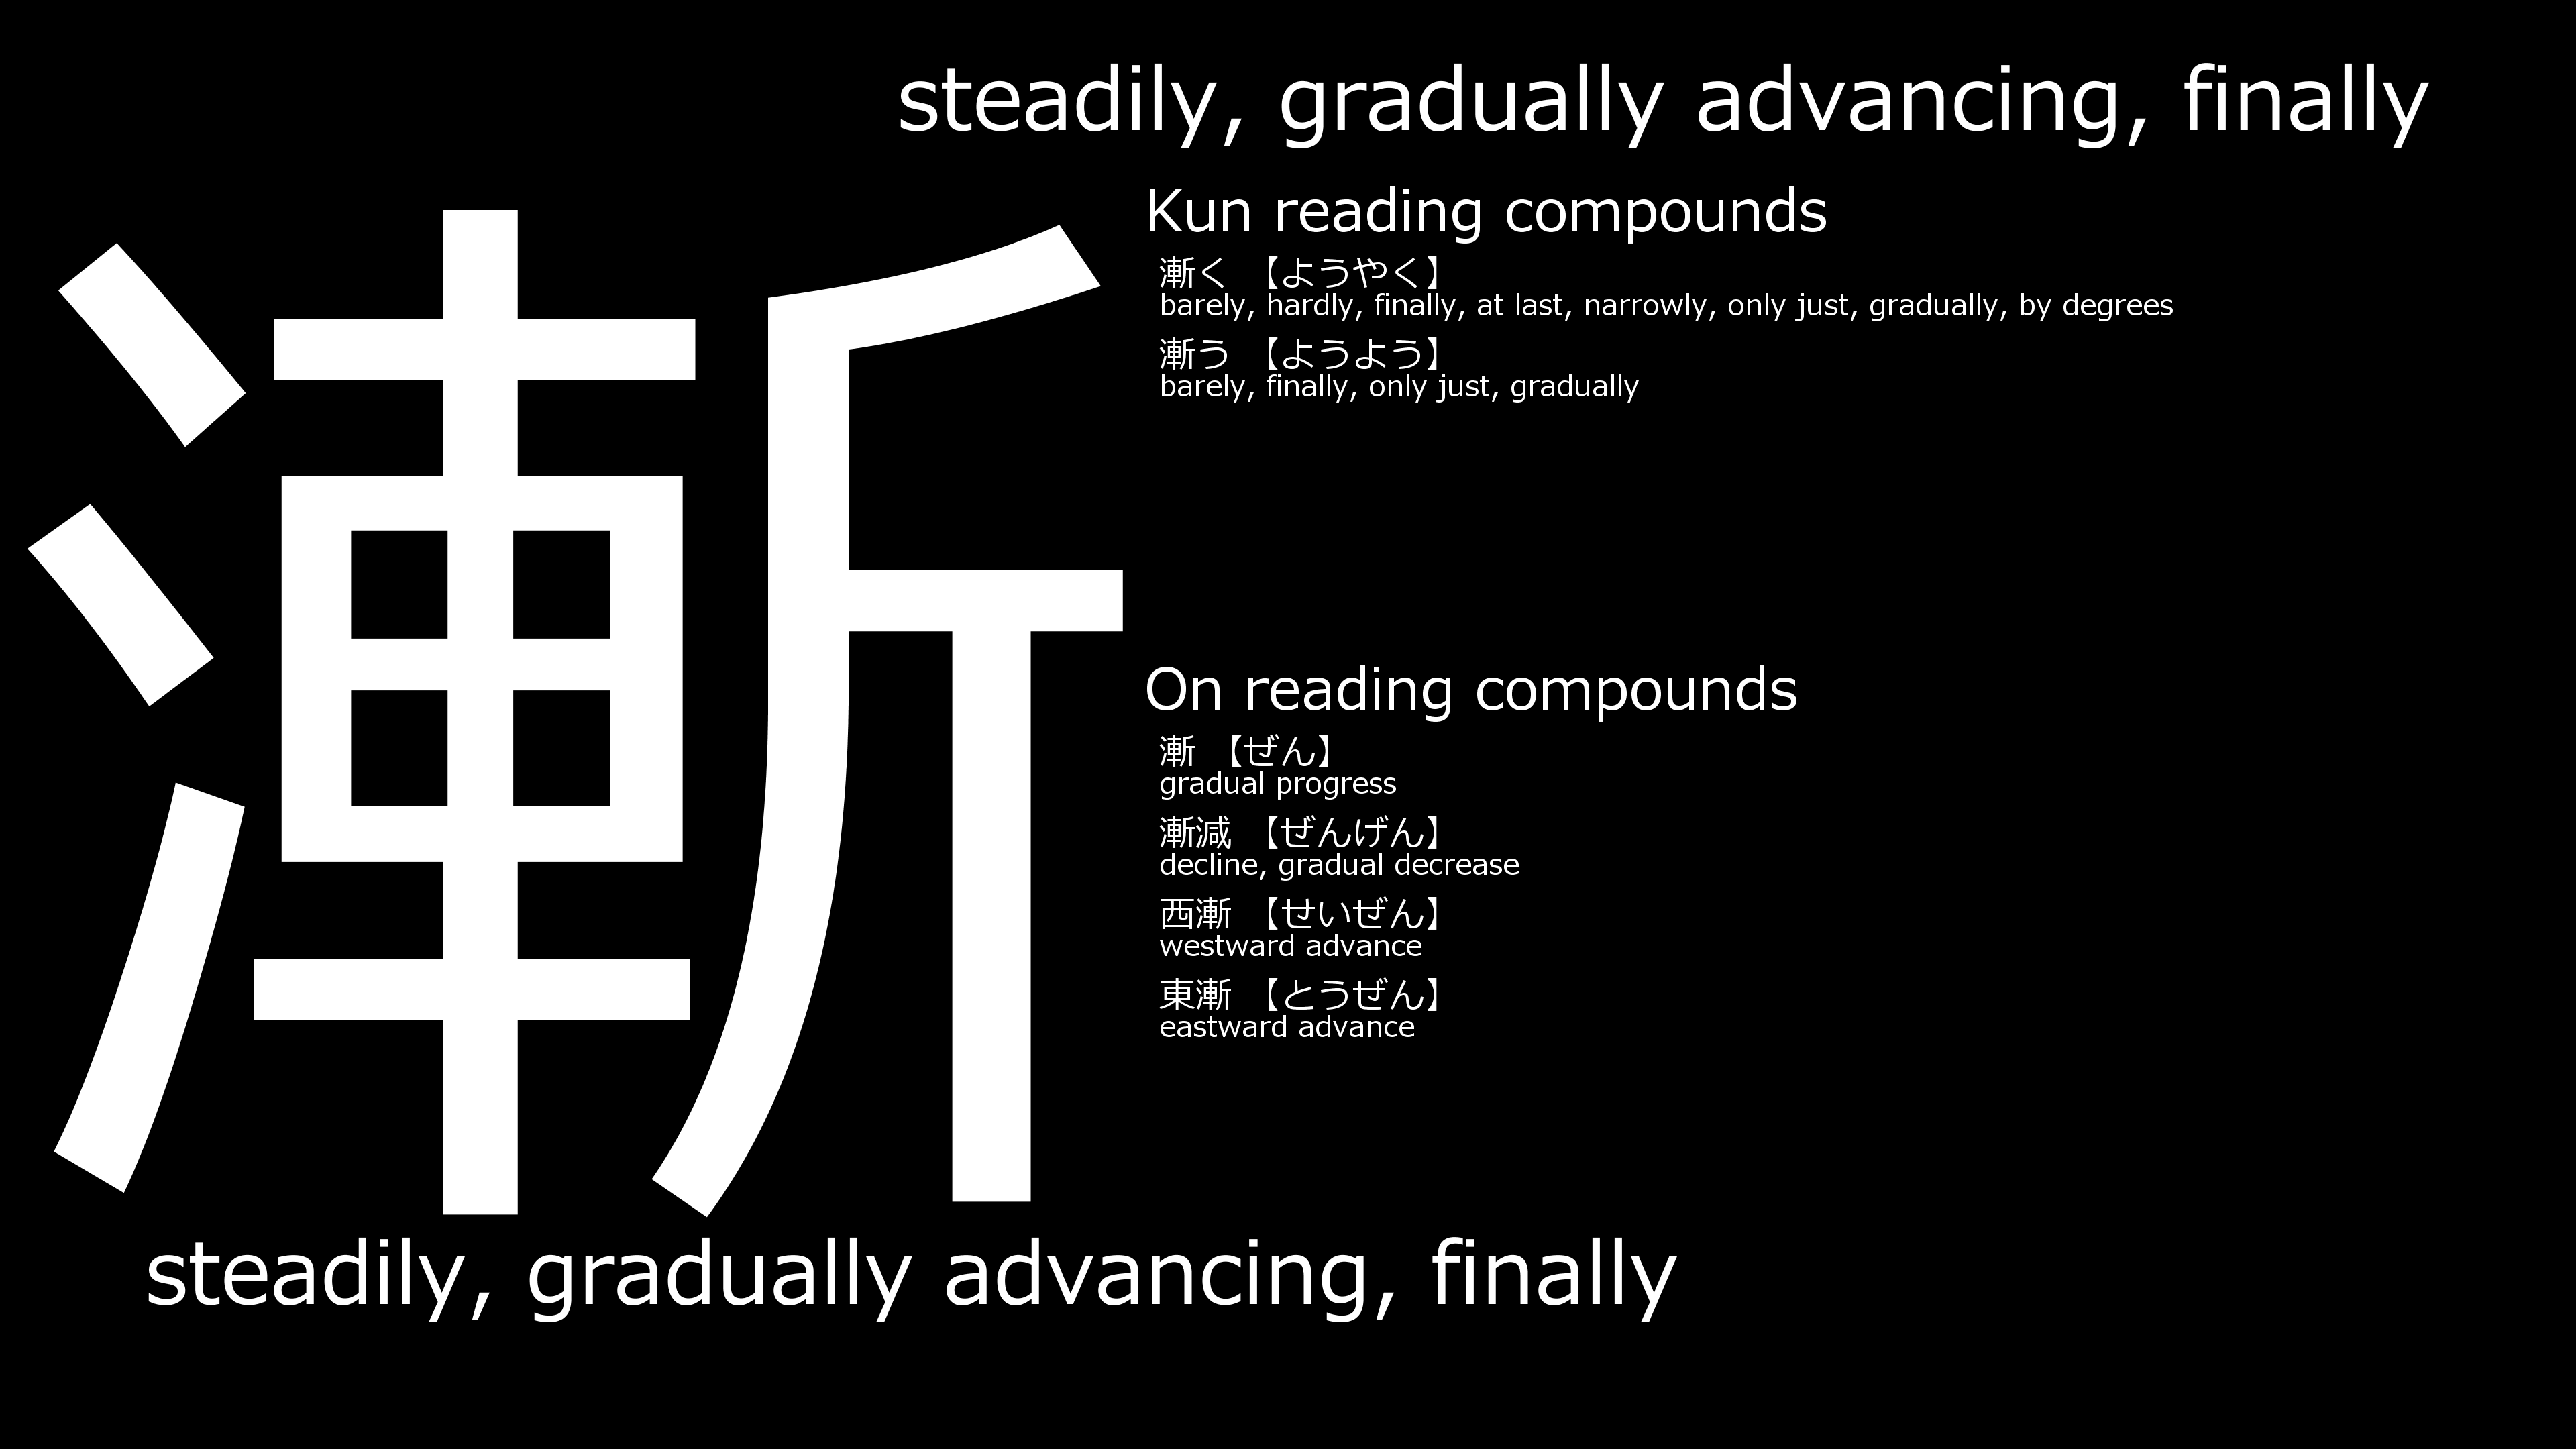 steadily, gradually advancing, finally
漸
Kun reading compounds
漸く 【ようやく】
barely, hardly, finally, at last, narrowly, only just, gradually, by degrees
漸う 【ようよう】
barely, finally, only just, gradually
On reading compounds
漸 【ぜん】
gradual progress
漸減 【ぜんげん】
decline, gradual decrease
西漸 【せいぜん】
westward advance
東漸 【とうぜん】
eastward advance
steadily, gradually advancing, finally